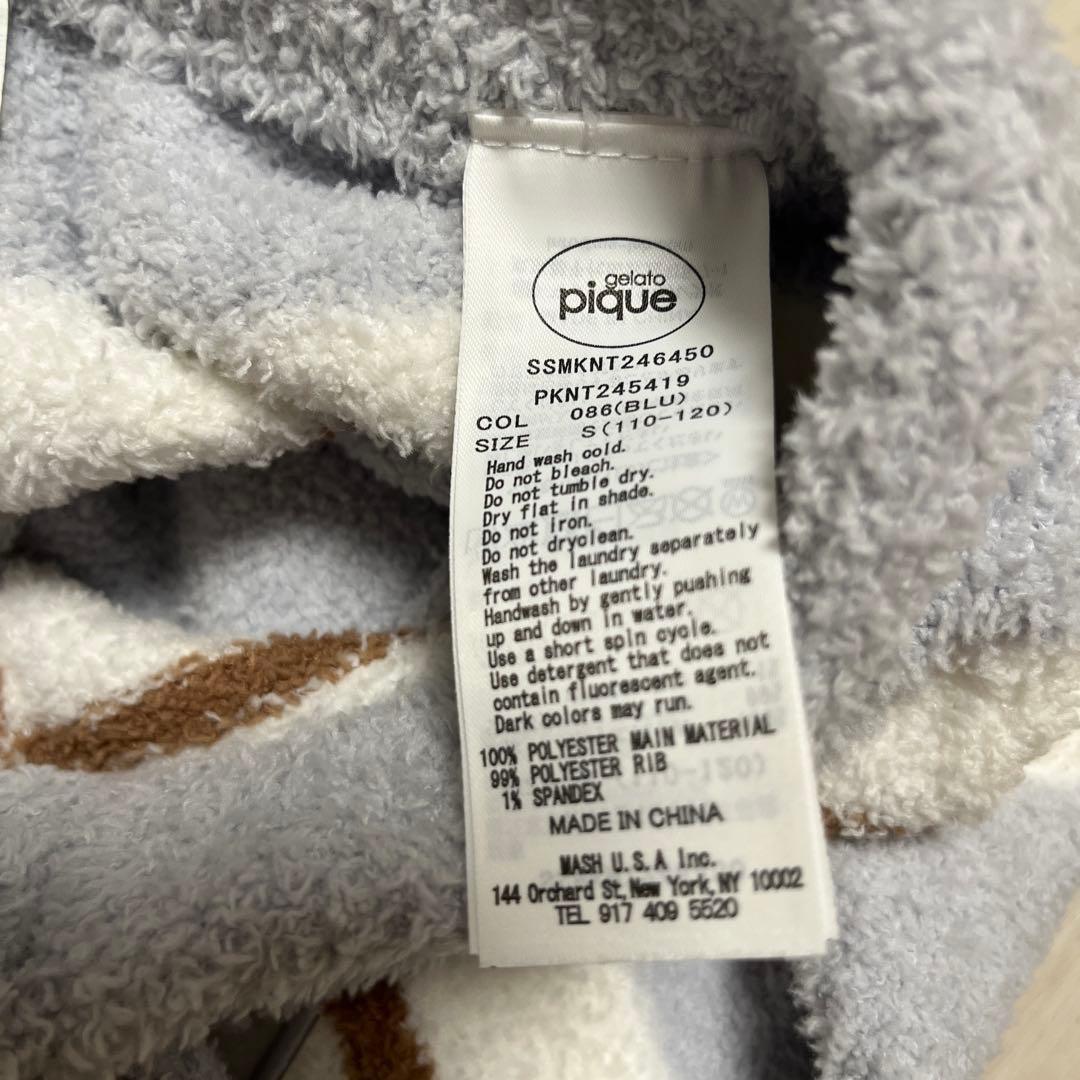 gelato
pique
SSMKNT246450
PKNT245419
COL 086(BLU)
SIZE S(110-120)
Hand wash cold.
Do not bleach.
Do not tumble dry.
Dry flat in shade.
Do not iron.
Do not dryclean.
Wash the laundry separately
from other laundry.
Handwash by gently pushing
up and down in water.
Use a short spin cycle.
Use detergent that does not
contain fluorescent agent.
Dark colors may run.
100% POLYESTER MAIN MATERIAL
99% POLYESTER RIB
1% SPANDEX
MADE IN CHINA
MASH U.S.A Inc.
144 Orchard St, New York, NY 10002
TEL 917 409 5520